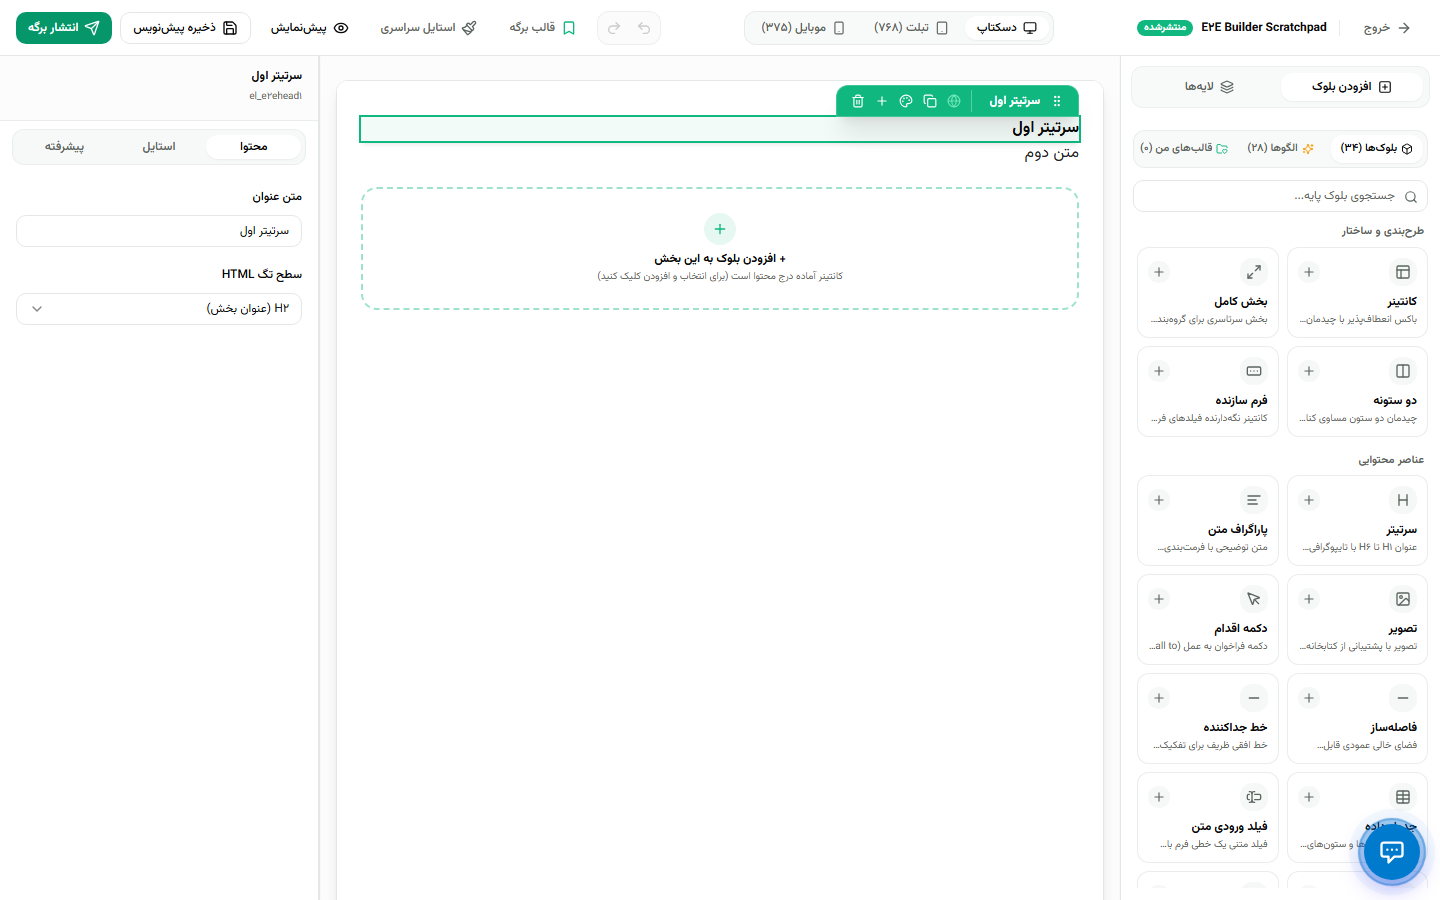 خروج
E2E Builder Scratchpad
منتشرشده
دسکتاپ
تبلت (۷۶۸)
موبایل (۳۷۵)
قالب برگه
استایل سراسری
پیش‌نمایش
ذخیره پیش‌نویس
انتشار برگه
افزودن بلوک
لایه‌ها
بلوک‌ها (۳۴)
الگوها (۲۸)
قالب‌های من (۰)
جستجوی بلوک پایه...
طرح‌بندی و ساختار
کانتینر
باکس انعطاف‌پذیر با چیدمان...
بخش کامل
بخش سرتاسری برای گروه‌بند...
دو ستونه
چیدمان دو ستون مساوی کنا...
فرم سازنده
کانتینر نگه‌دارنده فیلدهای فر...
عناصر محتوایی
سرتیتر
عنوان H۱ تا H۶ با تایپوگرافی...
پاراگراف متن
متن توضیحی با فرمت‌بندی...
تصویر
تصویر با پشتیبانی از کتابخانه...
دکمه اقدام
دکمه فراخوان به عمل (all to...
فاصله‌ساز
فضای خالی عمودی قابل...
خط جداکننده
خط افقی ظریف برای تفکیک...
فیلد ورودی متن
فیلد متنی یک خطی فرم با...
و ستون‌های...
سرتیتر اول
سرتیتر اول
متن دوم
+ افزودن بلوک به این بخش
کانتینر آماده درج محتوا است (برای انتخاب و افزودن کلیک کنید)
سرتیتر اول
el_e۲ehead۱
محتوا
استایل
پیشرفته
متن عنوان
سرتیتر اول
سطح تگ HTML
H۲ (عنوان بخش)